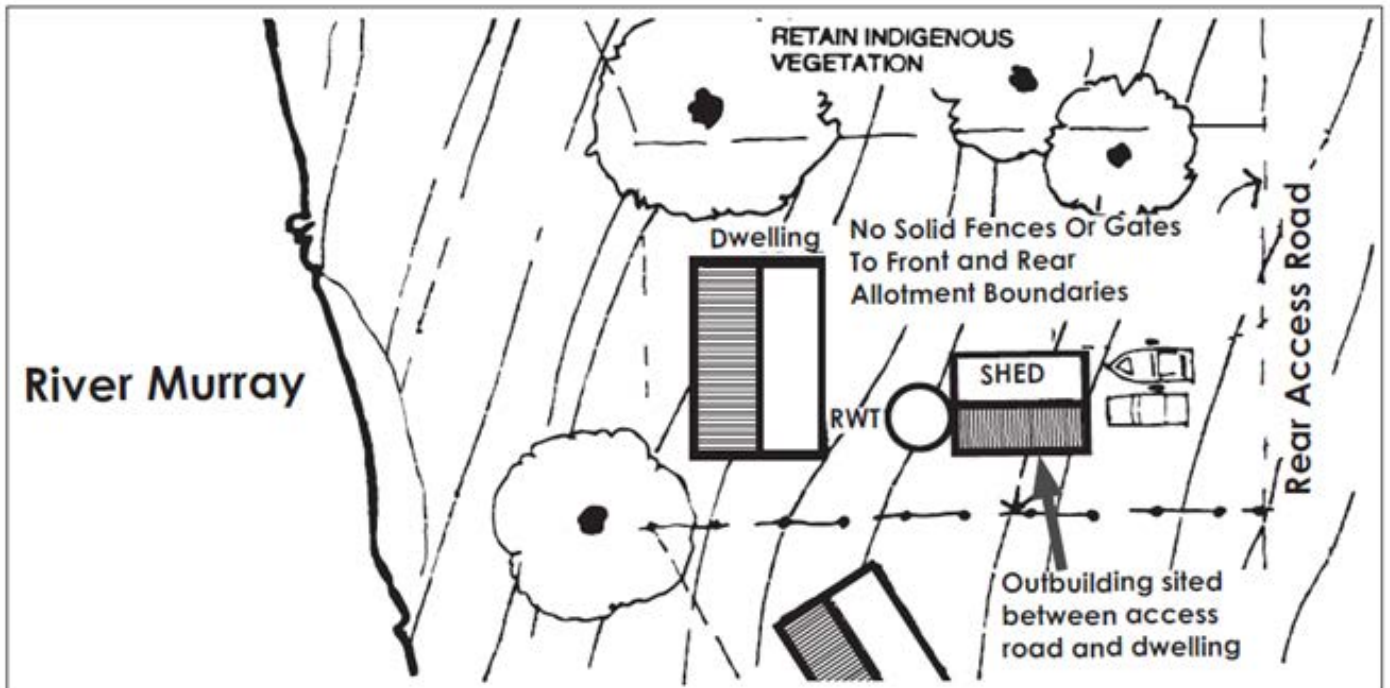 RETAIN INDIGENOUS
VEGETATION
Dwelling
No Solid Fences Or Gates
To Front and Rear
Allotment Boundaries
Rear Access Road
River Murray
SHED
RWT
Outbuilding sited
between access
road and dwelling